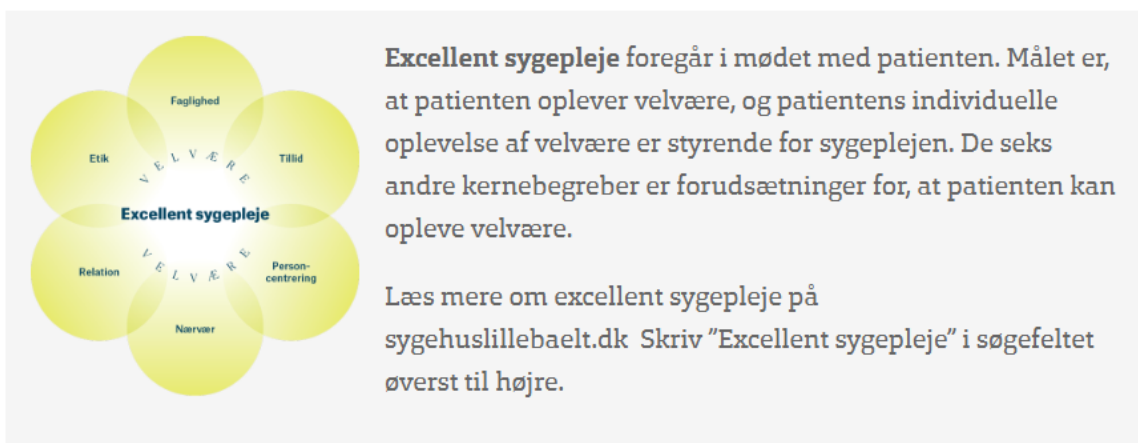 Faglighed
Etik
Tillid
VELVÆRE
Excellent sygepleje
VELVÆRE
Relation
Person-
centrering
Nærvær
Excellent sygepleje foregår i mødet med patienten. Målet er,
at patienten oplever velvære, og patientens individuelle
oplevelse af velvære er styrende for sygeplejen. De seks
andre kernebegreber er forudsætninger for, at patienten kan
opleve velvære.
Læs mere om excellent sygepleje på
sygehuslillebaelt.dk  Skriv ”Excellent sygepleje” i søgefeltet
øverst til højre.